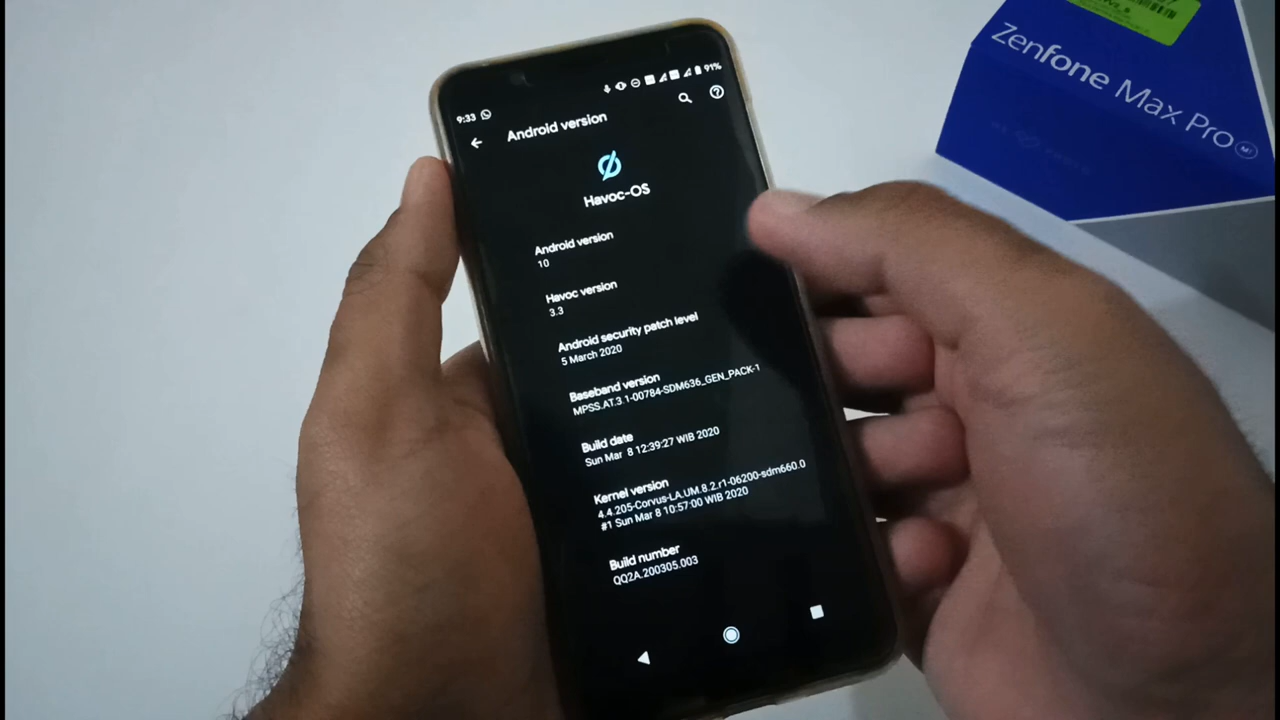 9:33
91%
Android version
Havoc-OS
Android version
10
Havoc version
3.3
Android security patch level
5 March 2020
Baseband version
MPSS.AT.3.1-00784-SDM636_GEN_PACK-1
Build date
Sun Mar 8 12:39:27 WIB 2020
Kernel version
4.4.205-Corvus-LA.UM.8.2.r1-06200-sdm660.0
#1 Sun Mar 8 10:57:00 WIB 2020
Build number
QQ2A.200305.003
Zenfone Max Pro